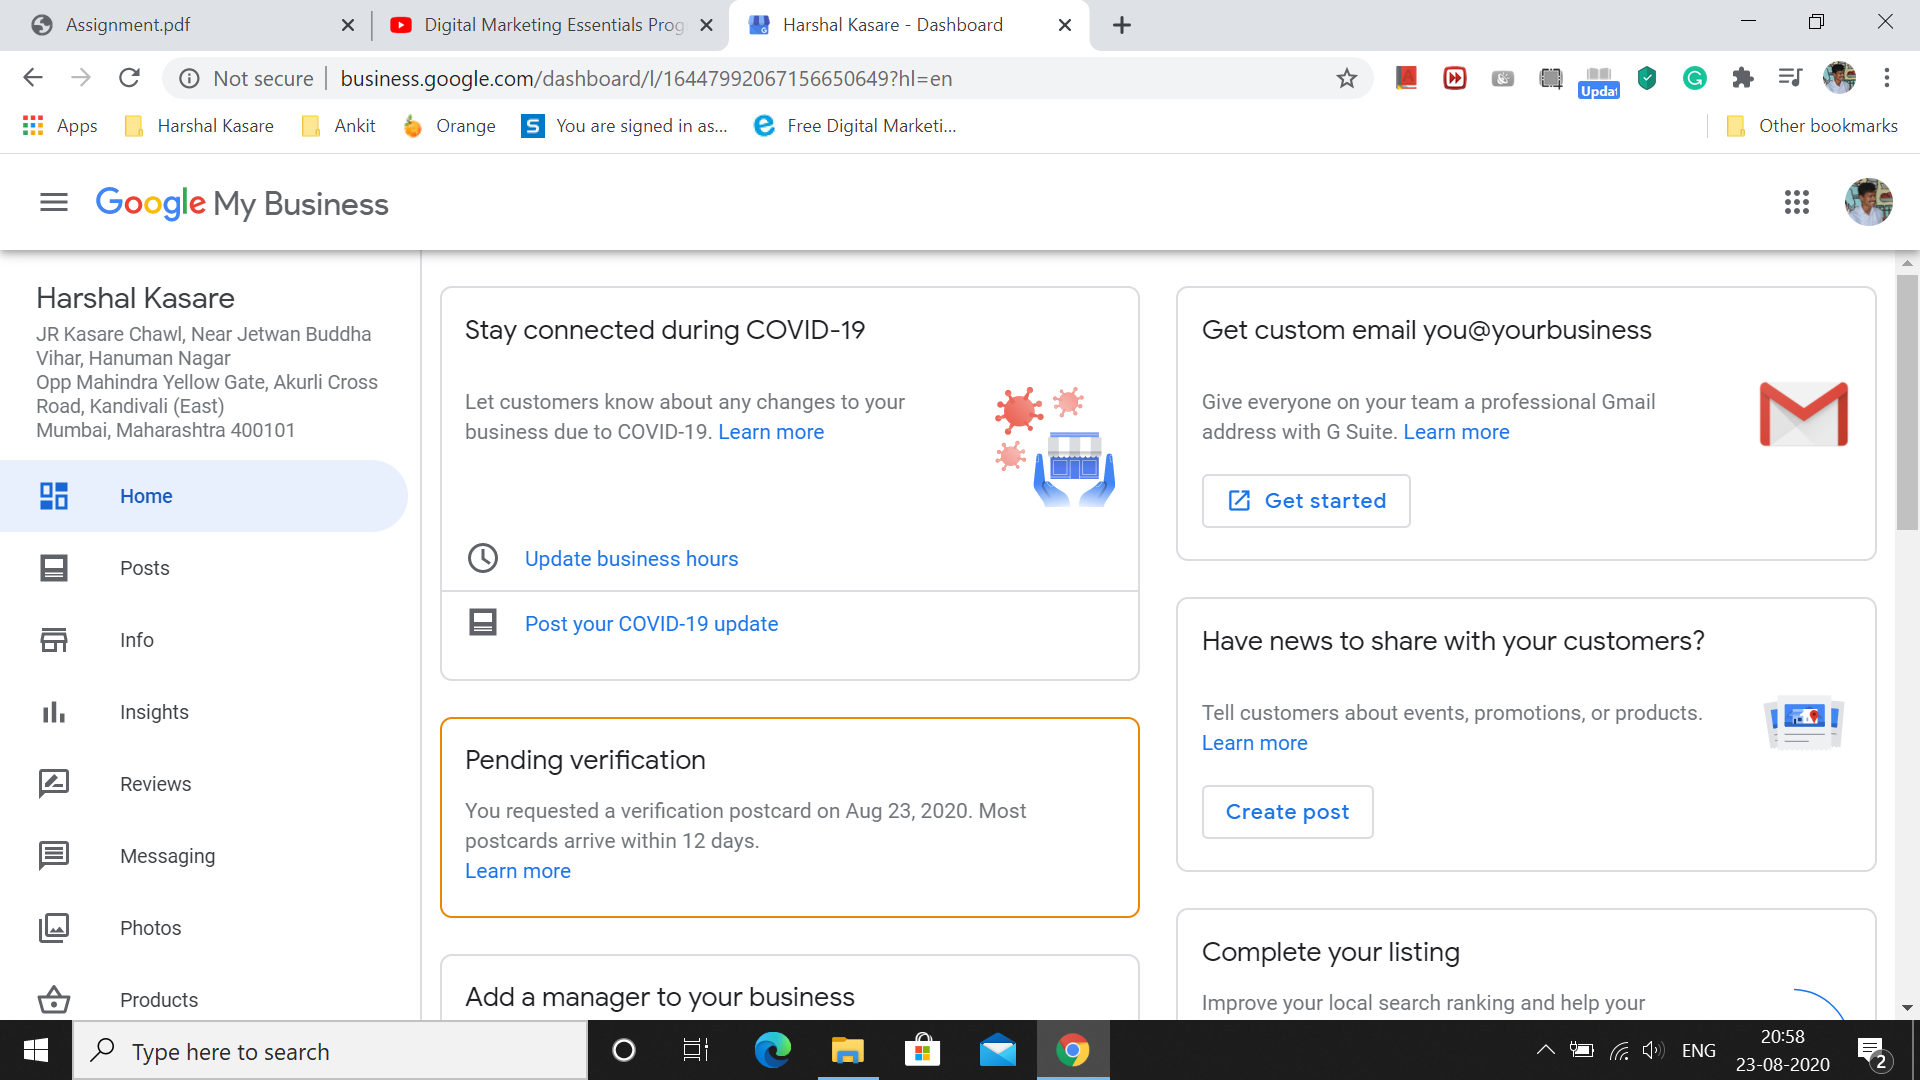 Assignment.pdf
Digital Marketing Essentials Prog
Harshal Kasare - Dashboard
Not secure
business.google.com/dashboard/l/16447992067156650649?hl=en
Updat
Apps
Harshal Kasare
Ankit
Orange
You are signed in as...
Free Digital Marketi...
Other bookmarks
Google My Business
Harshal Kasare
JR Kasare Chawl, Near Jetwan Buddha
Vihar, Hanuman Nagar
Opp Mahindra Yellow Gate, Akurli Cross
Road, Kandivali (East)
Mumbai, Maharashtra 400101
Home
Posts
Info
Insights
Reviews
Messaging
Photos
Products
Stay connected during COVID-19
Let customers know about any changes to your
business due to COVID-19. Learn more
Update business hours
Post your COVID-19 update
Pending verification
You requested a verification postcard on Aug 23, 2020. Most
postcards arrive within 12 days.
Learn more
Add a manager to your business
Get custom email you@yourbusiness
Give everyone on your team a professional Gmail
address with G Suite. Learn more
Get started
Have news to share with your customers?
Tell customers about events, promotions, or products.
Learn more
Create post
Complete your listing
Improve your local search ranking and help your
Type here to search
ENG
20:58
23-08-2020
2